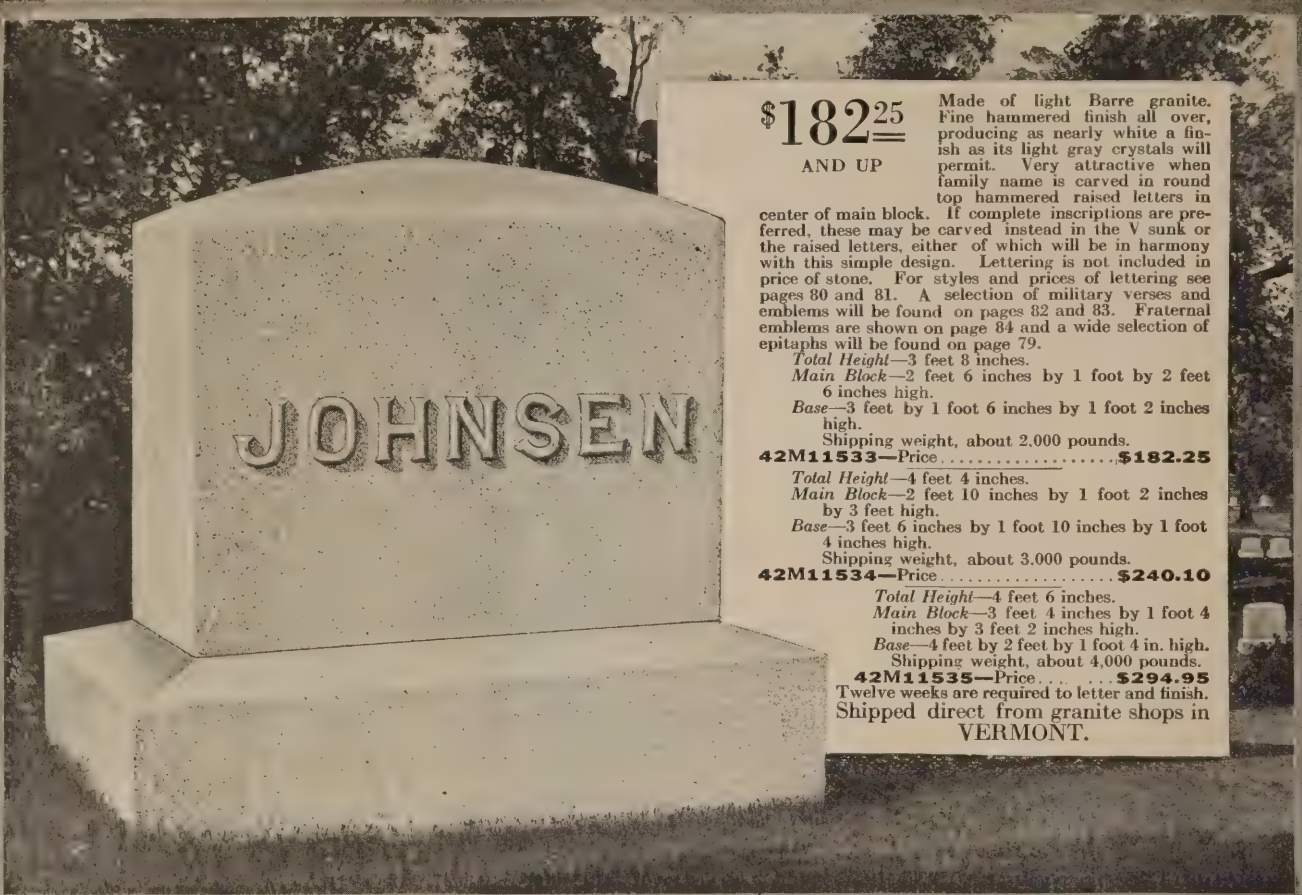 JOHNSEN
$182.25
AND UP
Made of light Barre granite.
Fine hammered finish all over,
producing as nearly white a fin-
ish as its light gray crystals will
permit. Very attractive when
family name is carved in round
top hammered raised letters in
center of main block. If complete inscriptions are pre-
ferred, these may be carved instead in the V sunk or
the raised letters, either of which will be in harmony
with this simple design. Lettering is not included in
price of stone. For styles and prices of lettering see
pages 80 and 81. A selection of military verses and
emblems will be found on pages 82 and 83. Fraternal
emblems are shown on page 84 and a wide selection of
epitaphs will be found on page 79.
Total Height—3 feet 8 inches.
Main Block—2 feet 6 inches by 1 foot by 2 feet
6 inches high.
Base—3 feet by 1 foot 6 inches by 1 foot 2 inches
high.
Shipping weight, about 2,000 pounds.
42M11533—Price..................$182.25
Total Height—4 feet 4 inches.
Main Block—2 feet 10 inches by 1 foot 2 inches
by 3 feet high.
Base—3 feet 6 inches by 1 foot 10 inches by 1 foot
4 inches high.
Shipping weight, about 3,000 pounds.
42M11534—Price..................$240.10
Total Height—4 feet 6 inches.
Main Block—3 feet 4 inches by 1 foot 4
inches by 3 feet 2 inches high.
Base—4 feet by 2 feet by 1 foot 4 in. high.
Shipping weight, about 4,000 pounds.
42M11535—Price.... ...$294.95
Twelve weeks are required to letter and finish.
Shipped direct from granite shops in
VERMONT.